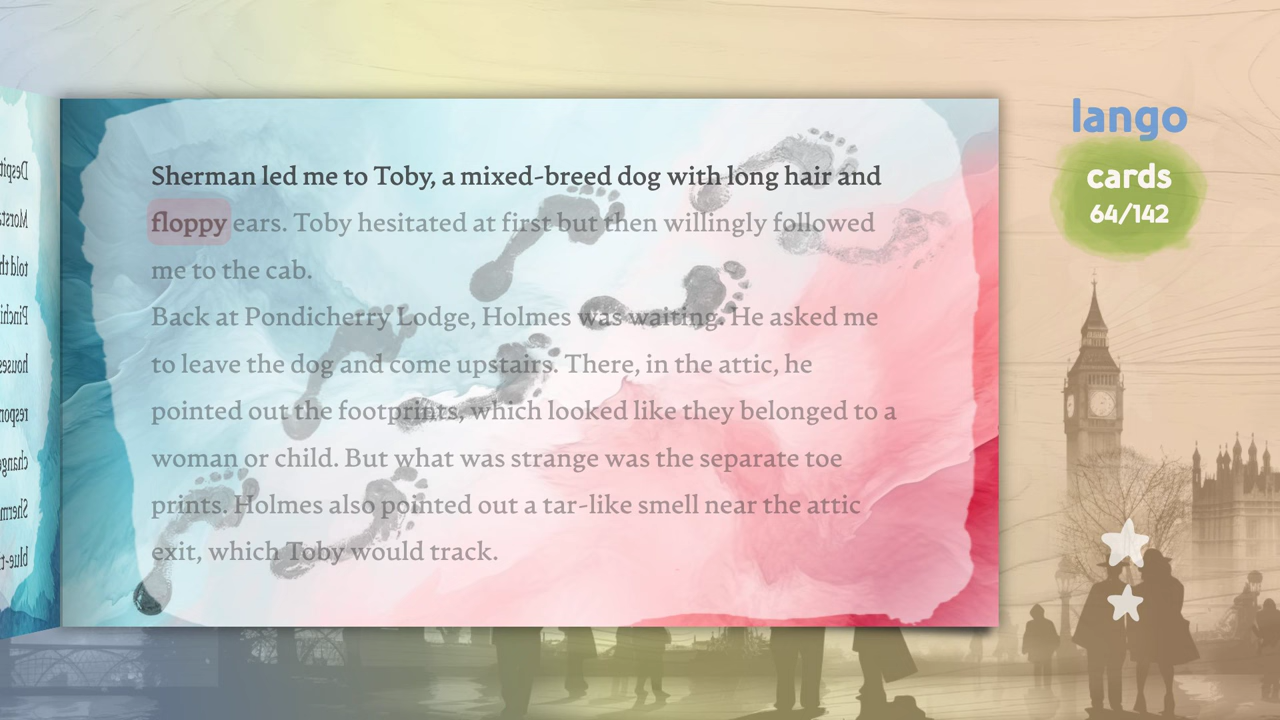 Sherman led me to Toby, a mixed-breed dog with long hair and
floppy ears. Toby hesitated at first but then willingly followed
me to the cab.
Back at Pondicherry Lodge, Holmes was waiting. He asked me
to leave the dog and come upstairs. There, in the attic, he
pointed out the footprints, which looked like they belonged to a
woman or child. But what was strange was the separate toe
prints. Holmes also pointed out a tar-like smell near the attic
exit, which Toby would track.
lango
cards
64/142